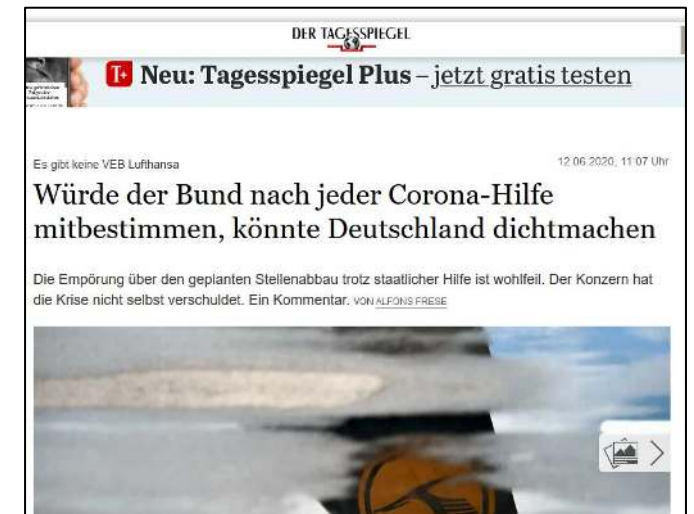 DER TAGESSPIEGEL
T+ Neu: Tagesspiegel Plus – jetzt gratis testen
Es gibt keine VEB Lufthansa
12.06.2020, 11:07 Uhr
Würde der Bund nach jeder Corona-Hilfe
mitbestimmen, könnte Deutschland dichtmachen
Die Empörung über den geplanten Stellenabbau trotz staatlicher Hilfe ist wohlfeil. Der Konzern hat
die Krise nicht selbst verschuldet. Ein Kommentar. VON ALFONS FRESE